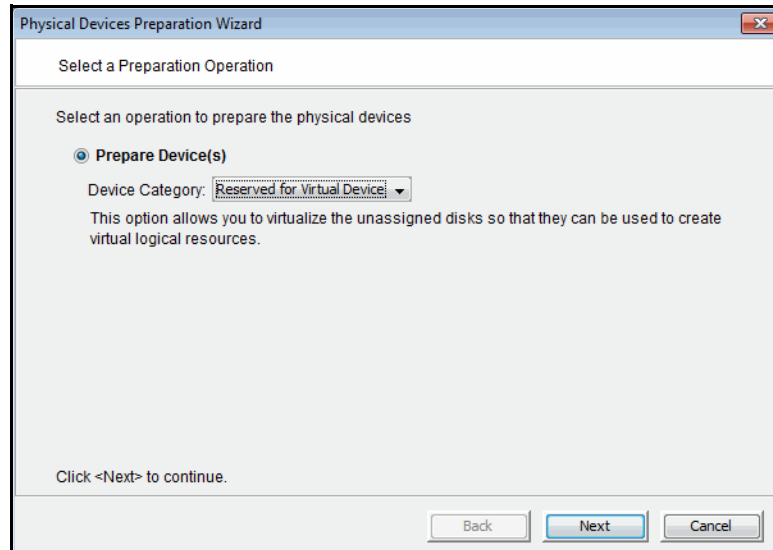 Physical Devices Preparation Wizard
Select a Preparation Operation
Select an operation to prepare the physical devices
Prepare Device(s)
Device Category: Reserved for Virtual Device
This option allows you to virtualize the unassigned disks so that they can be used to create
virtual logical resources.
Click <Next> to continue.
Back Next Cancel